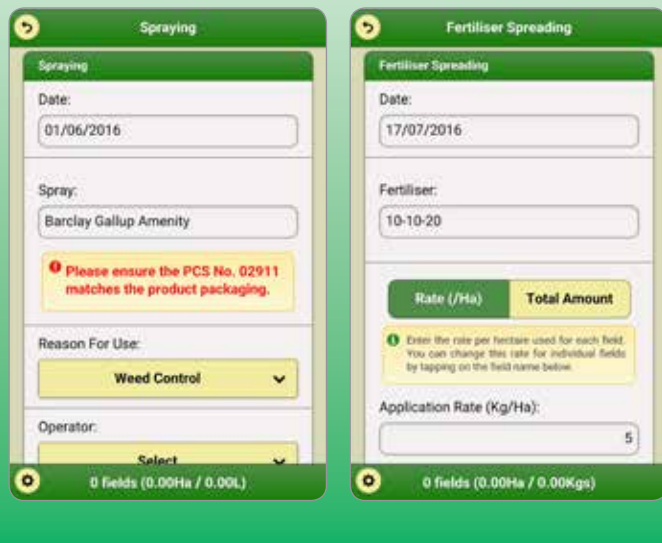 Spraying
Spraying
Date:
01/06/2016
Spray:
Barclay Gallup Amenity
Please ensure the PCS No. 02911
matches the product packaging.
Reason For Use:
Weed Control
Operator:
Select
0 fields (0.00Ha / 0.00L)
Fertiliser Spreading
Fertiliser Spreading
Date:
17/07/2016
Fertiliser:
10-10-20
Rate (/Ha)
Total Amount
Enter the rate per hectare used for each field.
You can change this rate for individual fields
by tapping on the field name below.
Application Rate (Kg/Ha):
5
0 fields (0.00Ha / 0.00Kgs)